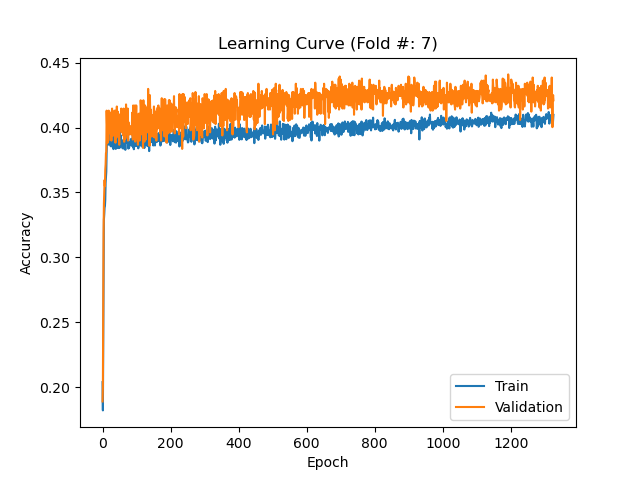 Learning Curve (Fold #: 7)
0.45
0.40
0.35
0.30
0.25
0.20
Accuracy
0 200 400 600 800 1000 1200
Epoch
Train
Validation